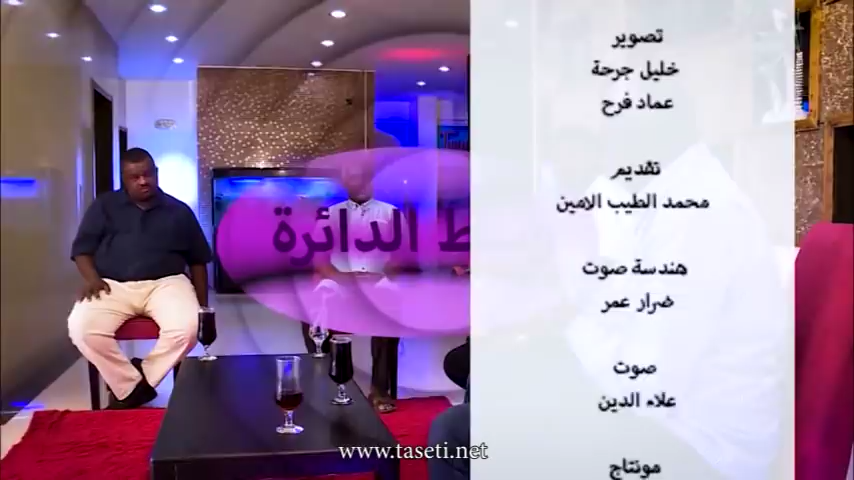 تصوير
خليل جرحة
عماد فرح
تقديم
محمد الطيب الامين
هندسة صوت
ضرار عمر
صوت
علاء الدين
مونتاج
ط الدائرة
www.taseti.net